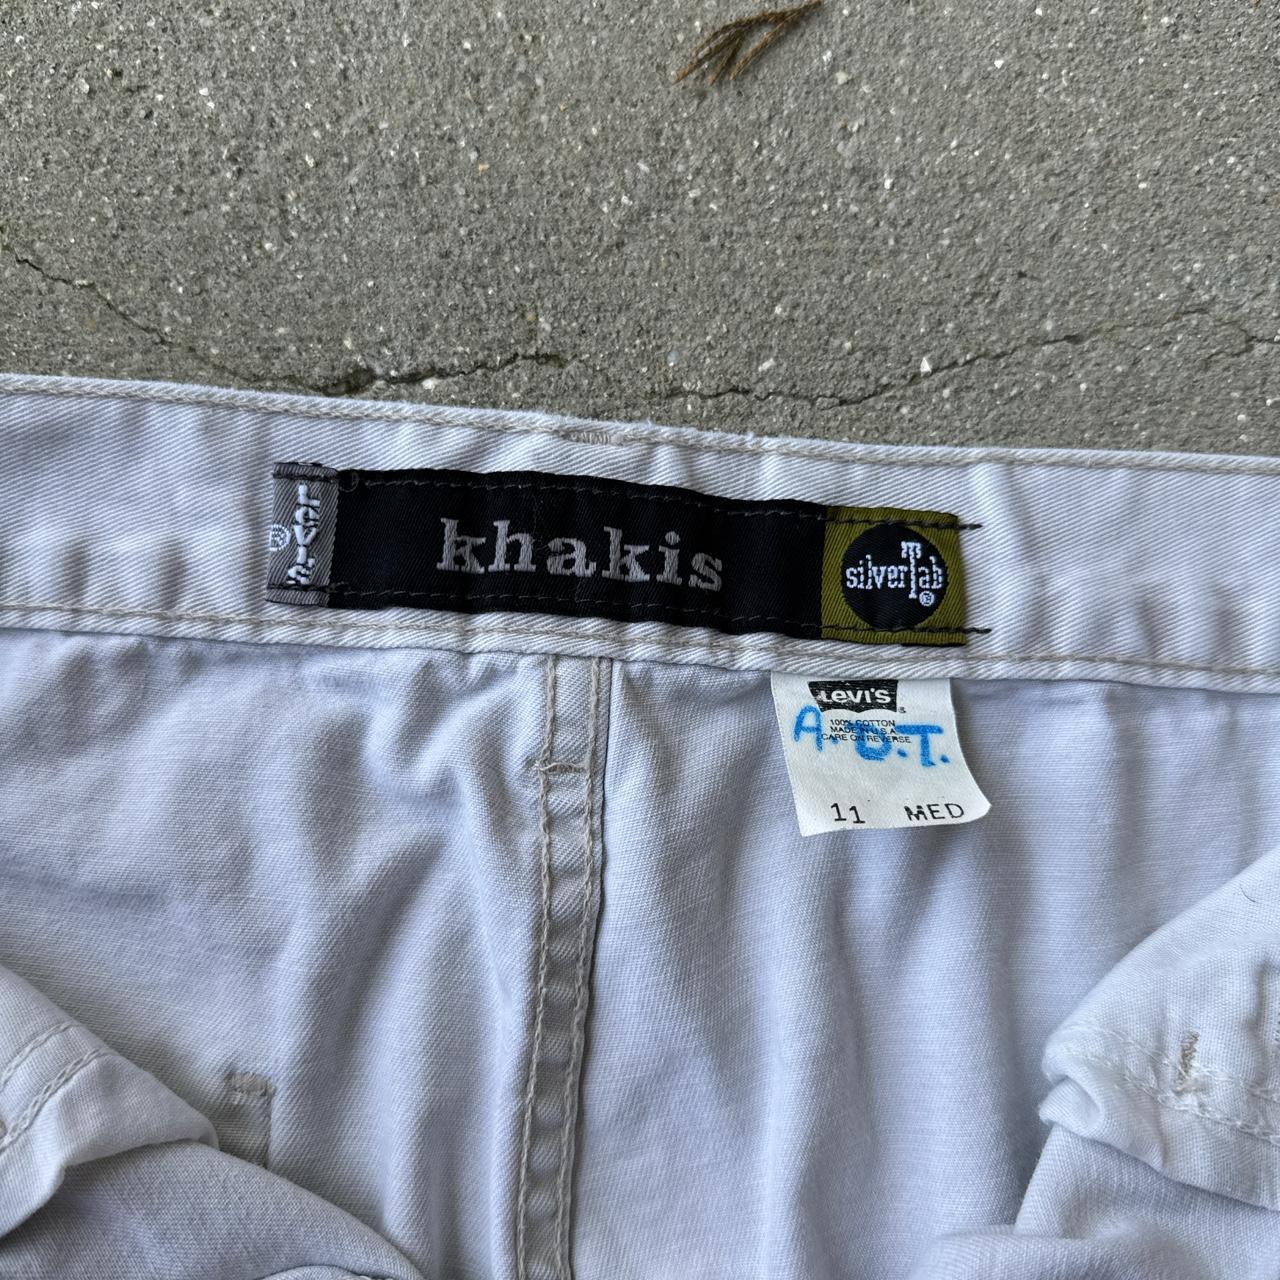 Levi's ®
khakis
silverTab ®
Levi's ®
100% COTTON
MADE IN U.S.A.
CARE ON REVERSE
A.D.T.
11 MED